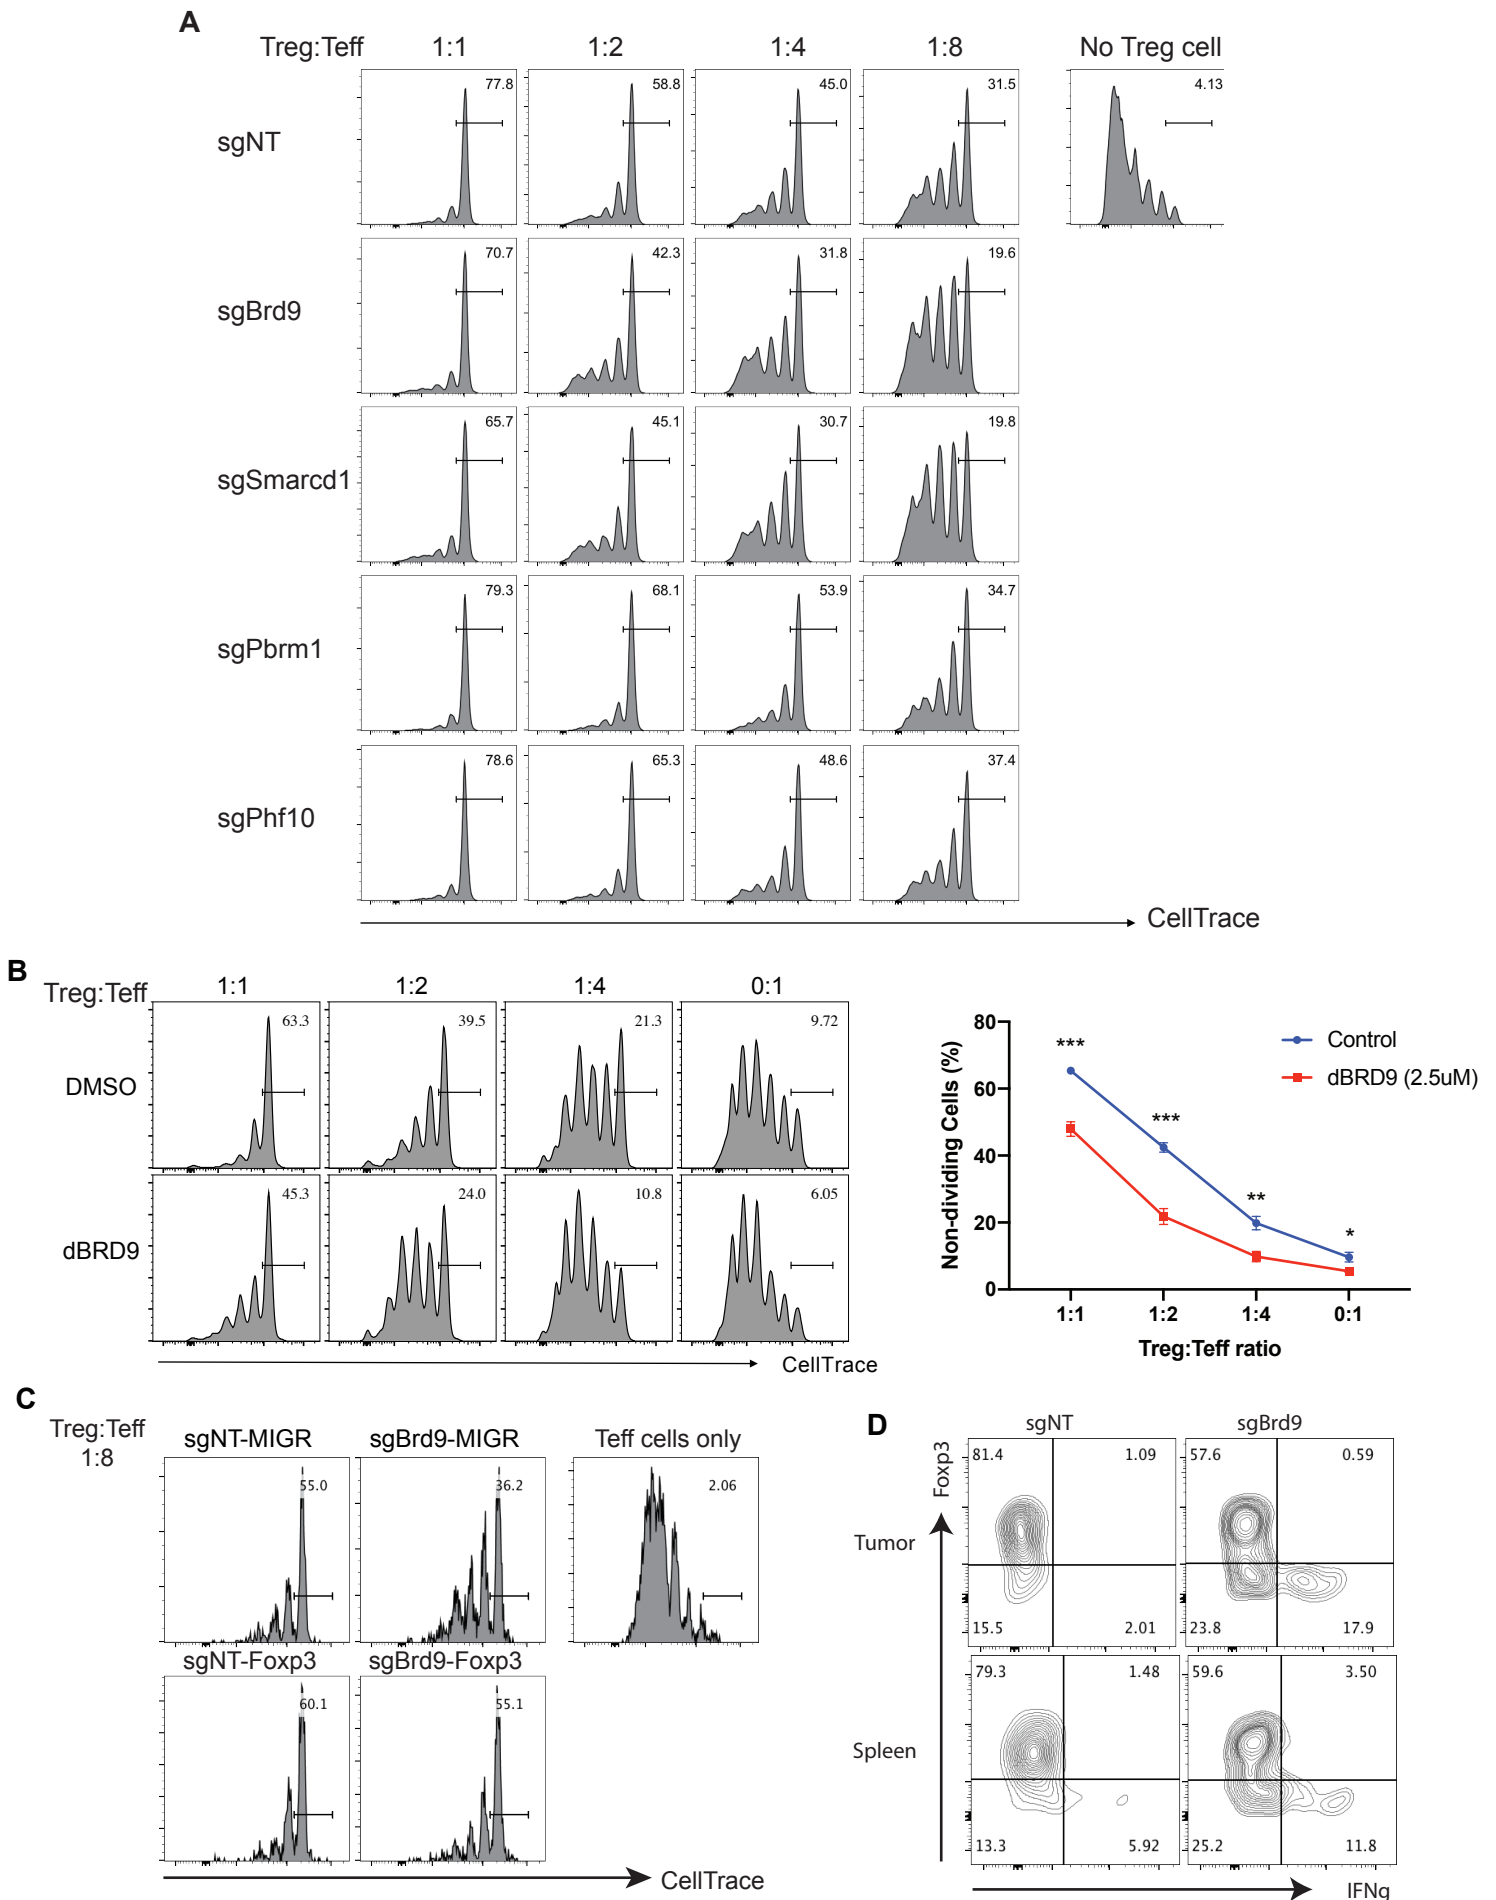 A
Treg:Teff 1:1 1:2 1:4 1:8 No Treg cell
sgNT 77.8 58.8 45.0 31.5 4.13
sgBrd9 70.7 42.3 31.8 19.6
sgSmarcd1 65.7 45.1 30.7 19.8
sgPbrm1 79.3 68.1 53.9 34.7
sgPhf10 78.6 65.3 48.6 37.4
CellTrace
B
Treg:Teff 1:1 1:2 1:4 0:1
DMSO 63.3 39.5 21.3 9.72
dBRD9 45.3 24.0 10.8 6.05
CellTrace
Non-dividing Cells (%)
80
60
40
20
0
*** *** ** *
Control
dBRD9 (2.5uM)
1:1 1:2 1:4 0:1
Treg:Teff ratio
C
Treg:Teff
1:8
sgNT-MIGR sgBrd9-MIGR Teff cells only
55.0 36.2 2.06
sgNT-Foxp3 sgBrd9-Foxp3
60.1 55.1
CellTrace
D
sgNT sgBrd9
Foxp3
Tumor
81.4 1.09 57.6 0.59
15.5 2.01 23.8 17.9
Spleen
79.3 1.48 59.6 3.50
13.3 5.92 25.2 11.8
IFNg